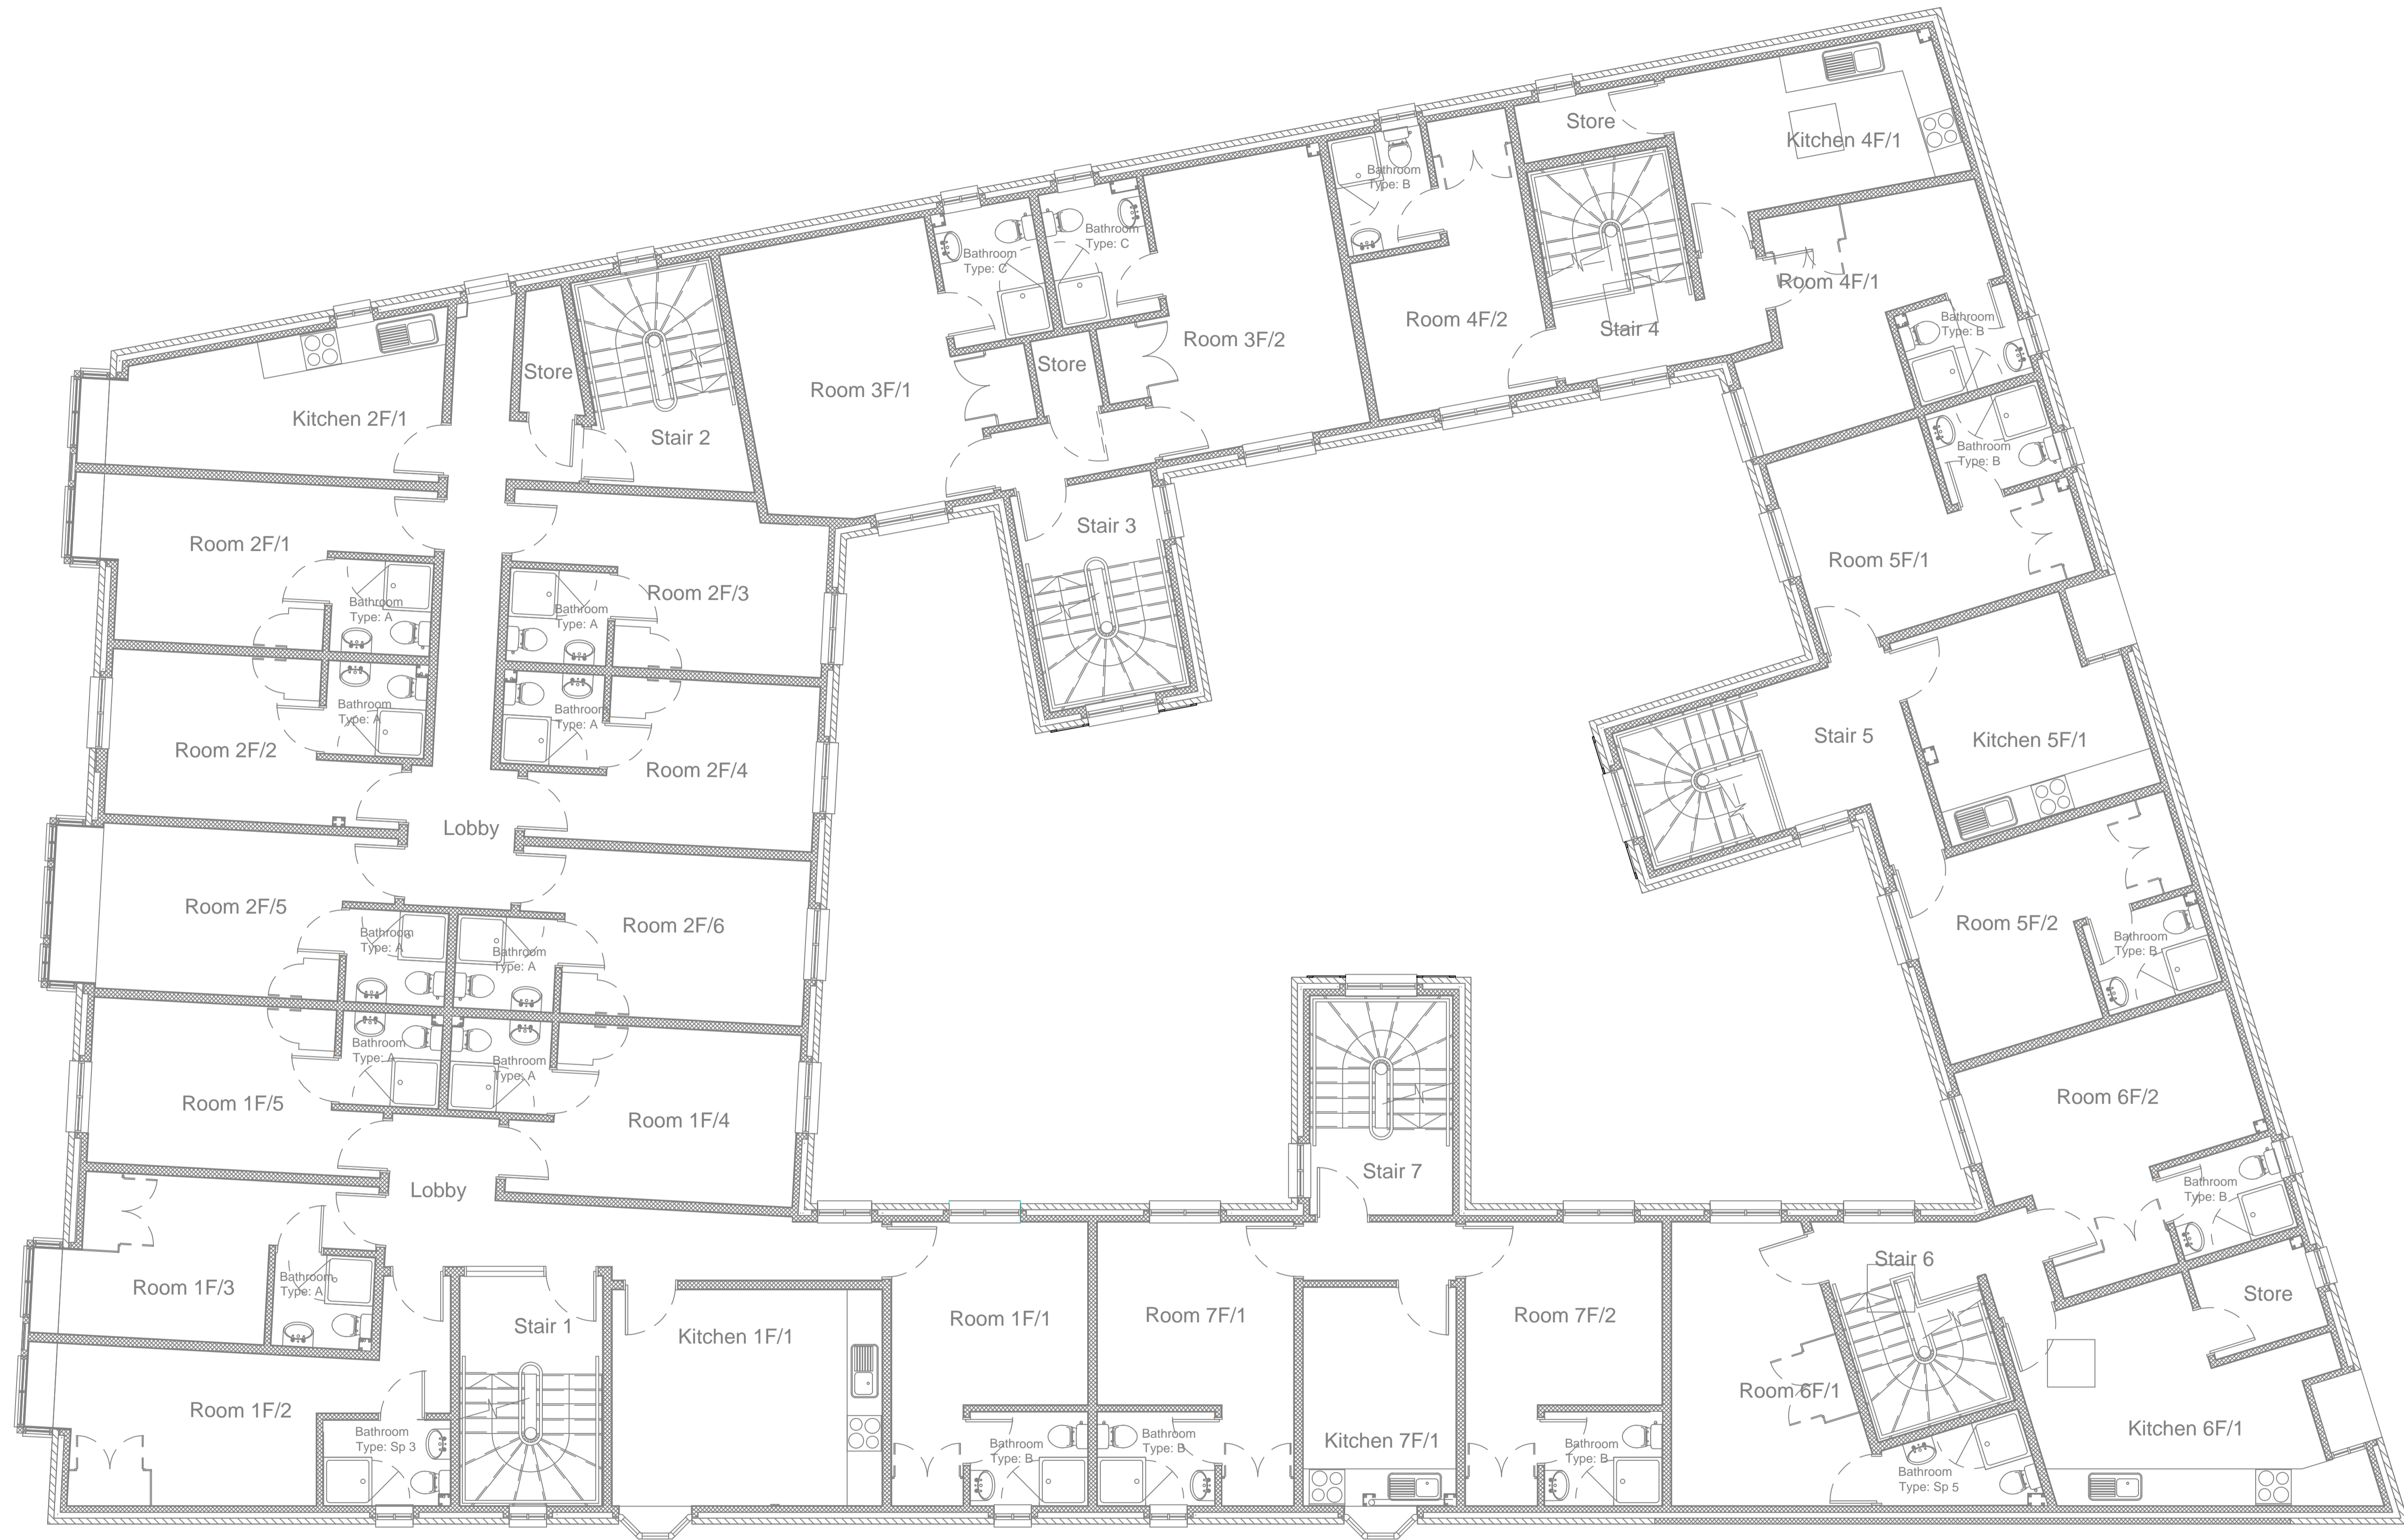 Store
Kitchen 4F/1
Bathroom
Type: B
Bathroom
Type: C
Bathroom
Type: C
Room 4F/1
Room 4F/2
Stair 4
Bathroom
Type: B
Room 3F/2
Store
Room 3F/1
Store
Kitchen 2F/1
Stair 2
Bathroom
Type: B
Stair 3
Room 2F/1
Room 5F/1
Room 2F/3
Bathroom
Type: A
Bathroom
Type: A
Bathroom
Type: A
Bathroom
Type: A
Room 2F/2
Room 2F/4
Stair 5
Kitchen 5F/1
Lobby
Room 2F/5
Room 2F/6
Room 5F/2
Bathroom
Type: A
Bathroom
Type: A
Bathroom
Type: B
Bathroom
Type: A
Bathroom
Type: A
Room 1F/5
Room 1F/4
Room 6F/2
Stair 7
Lobby
Bathroom
Type: B
Stair 6
Bathroom
Type: A
Room 1F/3
Store
Stair 1
Kitchen 1F/1
Room 1F/1
Room 7F/1
Room 7F/2
Room 6F/1
Room 1F/2
Bathroom
Type: Sp 3
Bathroom
Type: B
Bathroom
Type: B
Kitchen 7F/1
Bathroom
Type: B
Kitchen 6F/1
Bathroom
Type: Sp 5